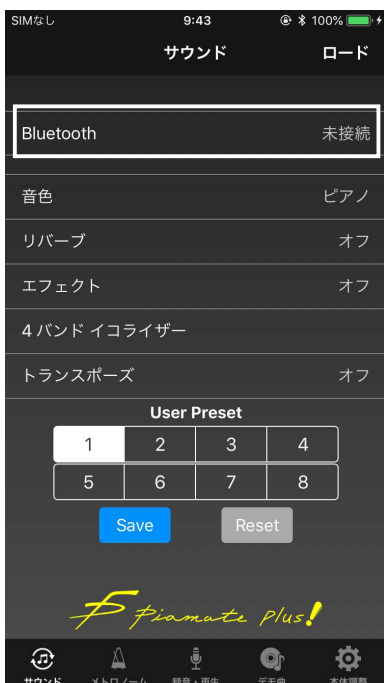 SIMなし 9:43 100%
サウンド ロード
Bluetooth 未接続
音色 ピアノ
リバーブ オフ
エフェクト オフ
4 バンド イコライザー
トランスポーズ オフ
User Preset
1 2 3 4
5 6 7 8
Save Reset
Piamate Plus!
サウンド メトロノーム 録音・再生 デモ曲 本体調整